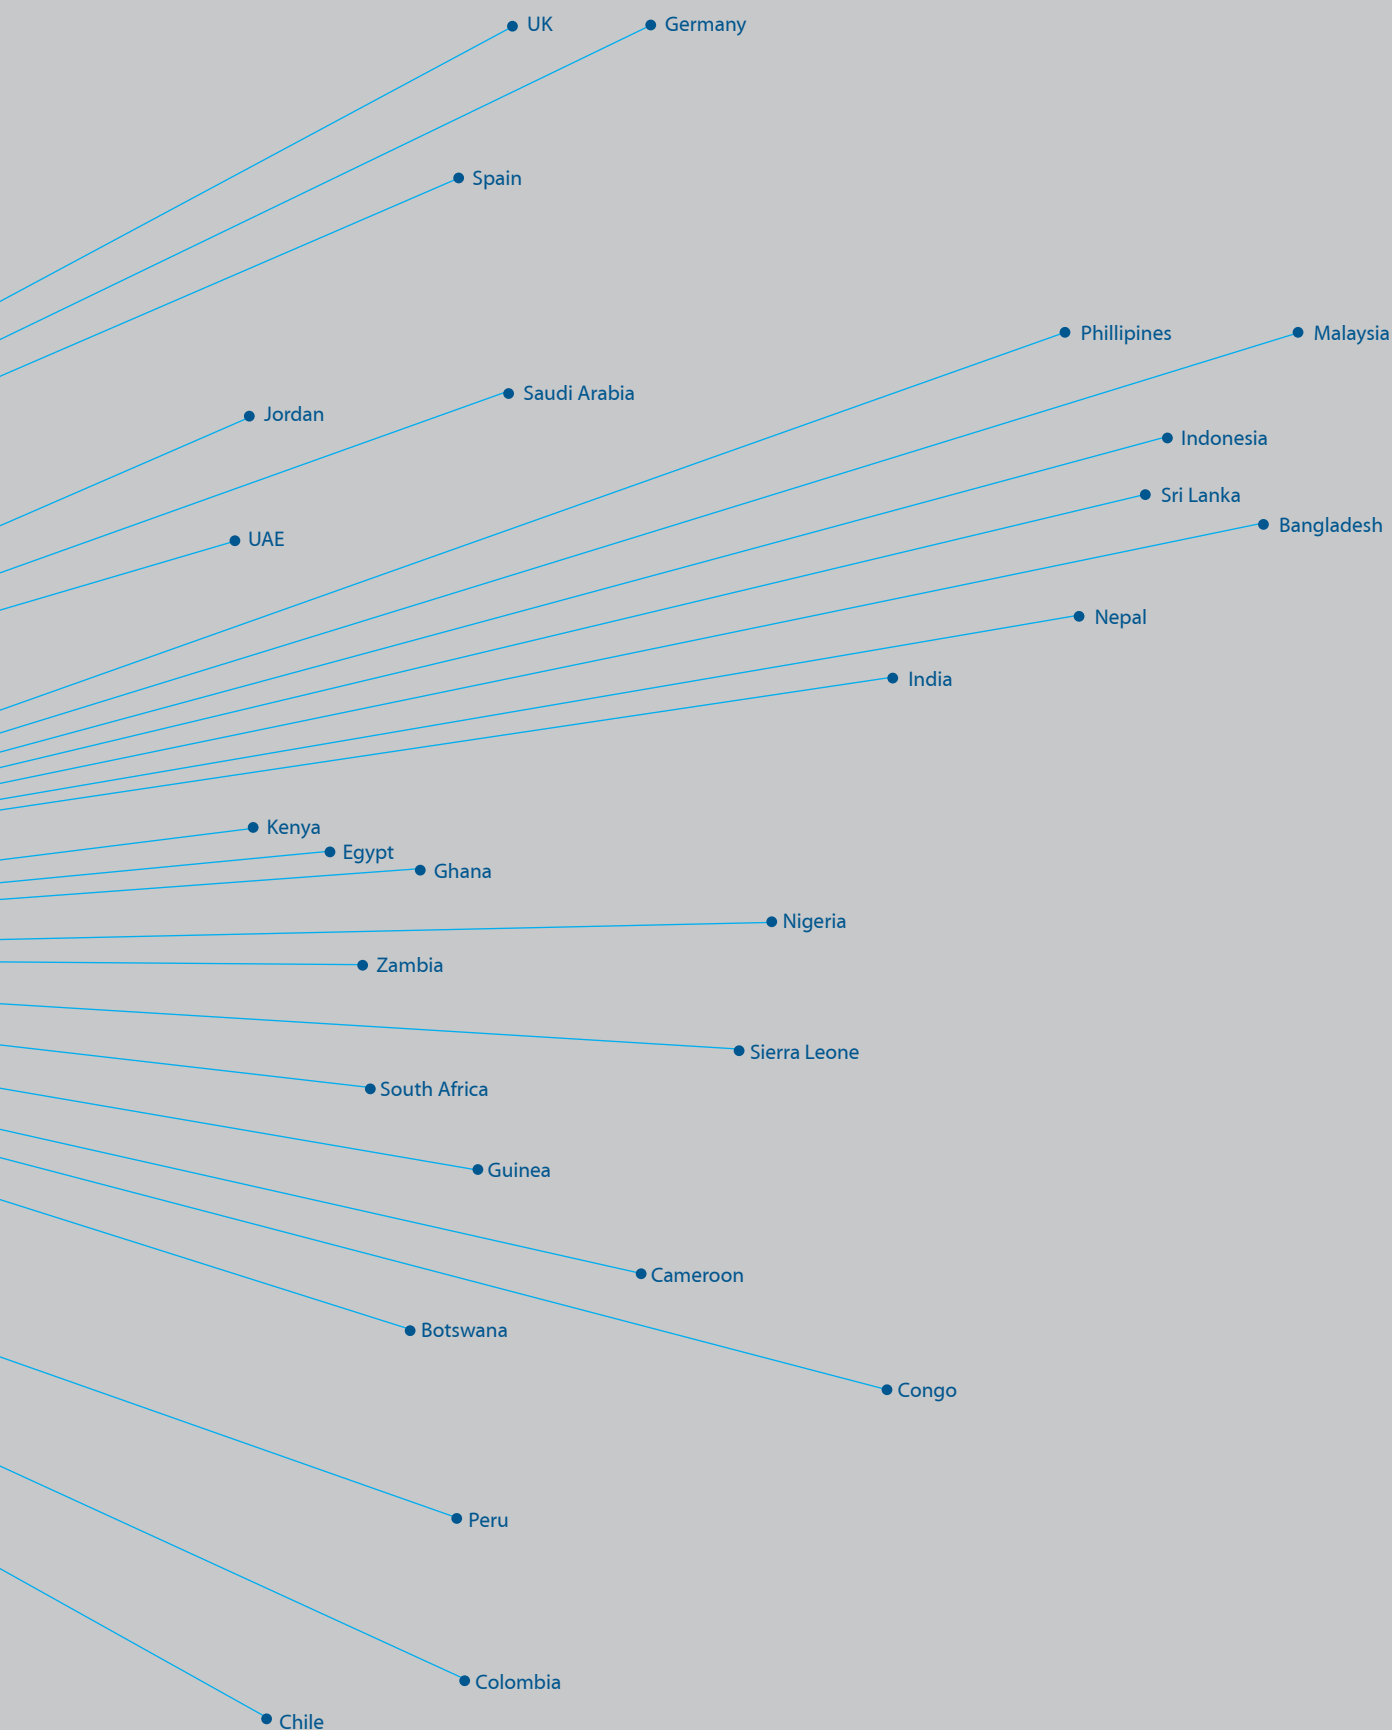 UK
Germany
Spain
Phillipines
Malaysia
Saudi Arabia
Jordan
Indonesia
Sri Lanka
Bangladesh
UAE
Nepal
India
Kenya
Egypt
Ghana
Nigeria
Zambia
Sierra Leone
South Africa
Guinea
Cameroon
Botswana
Congo
Peru
Colombia
Chile